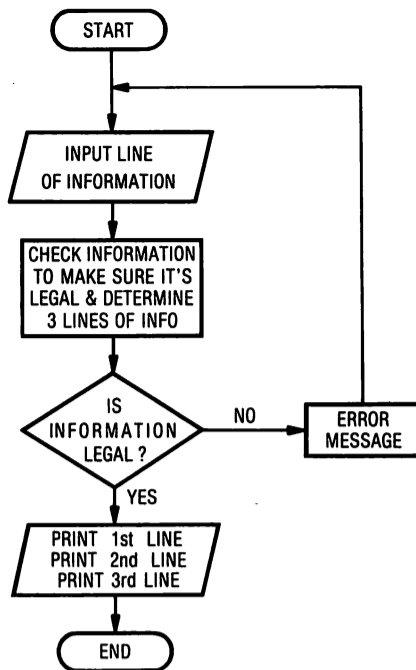 START
INPUT LINE
OF INFORMATION
CHECK INFORMATION
TO MAKE SURE IT'S
LEGAL & DETERMINE
3 LINES OF INFO
IS
INFORMATION
LEGAL ?
NO
ERROR
MESSAGE
YES
PRINT 1st LINE
PRINT 2nd LINE
PRINT 3rd LINE
END